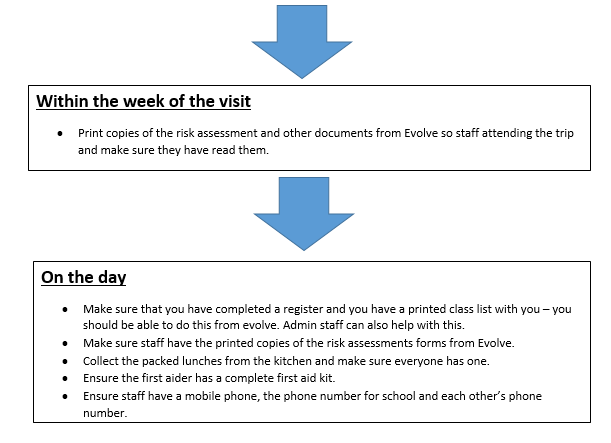 Within the week of the visit
• Print copies of the risk assessment and other documents from Evolve so staff attending the trip
and make sure they have read them.
On the day
• Make sure that you have completed a register and you have a printed class list with you – you
should be able to do this from evolve. Admin staff can also help with this.
• Make sure staff have the printed copies of the risk assessments forms from Evolve.
• Collect the packed lunches from the kitchen and make sure everyone has one.
• Ensure the first aider has a complete first aid kit.
• Ensure staff have a mobile phone, the phone number for school and each other’s phone
number.